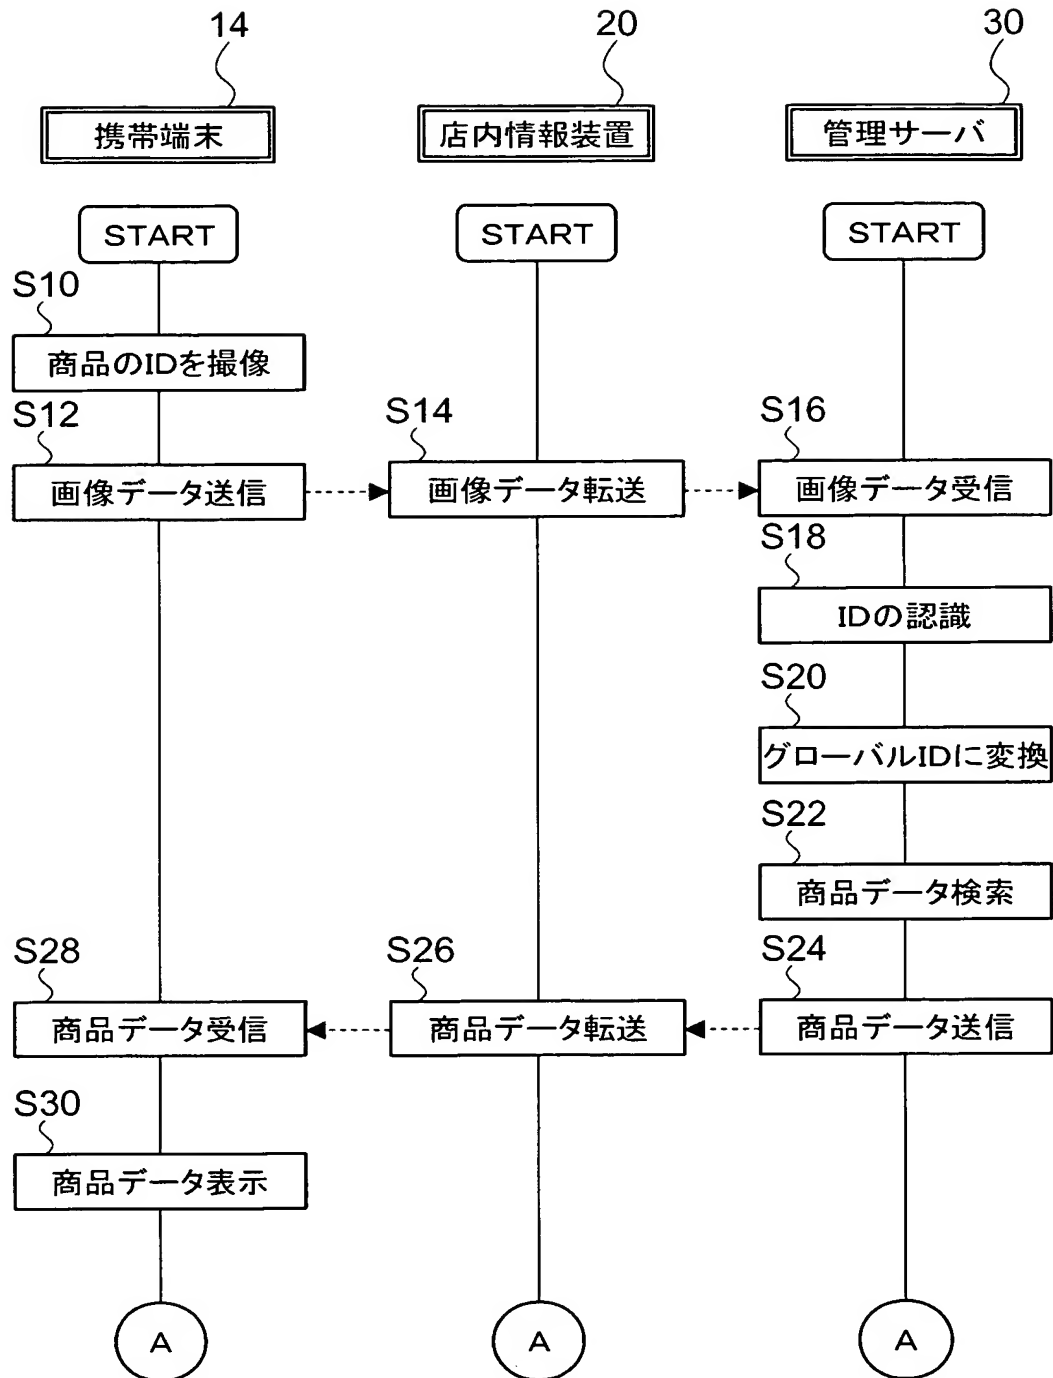 14
20
30
携帯端末
店内情報装置
管理サーバ
START
START
START
S10
商品のIDを撮像
S12
S14
S16
画像データ送信
画像データ転送
画像データ受信
S18
IDの認識
S20
グローバルIDに変換
S22
商品データ検索
S28
S26
S24
商品データ受信
商品データ転送
商品データ送信
S30
商品データ表示
A
A
A